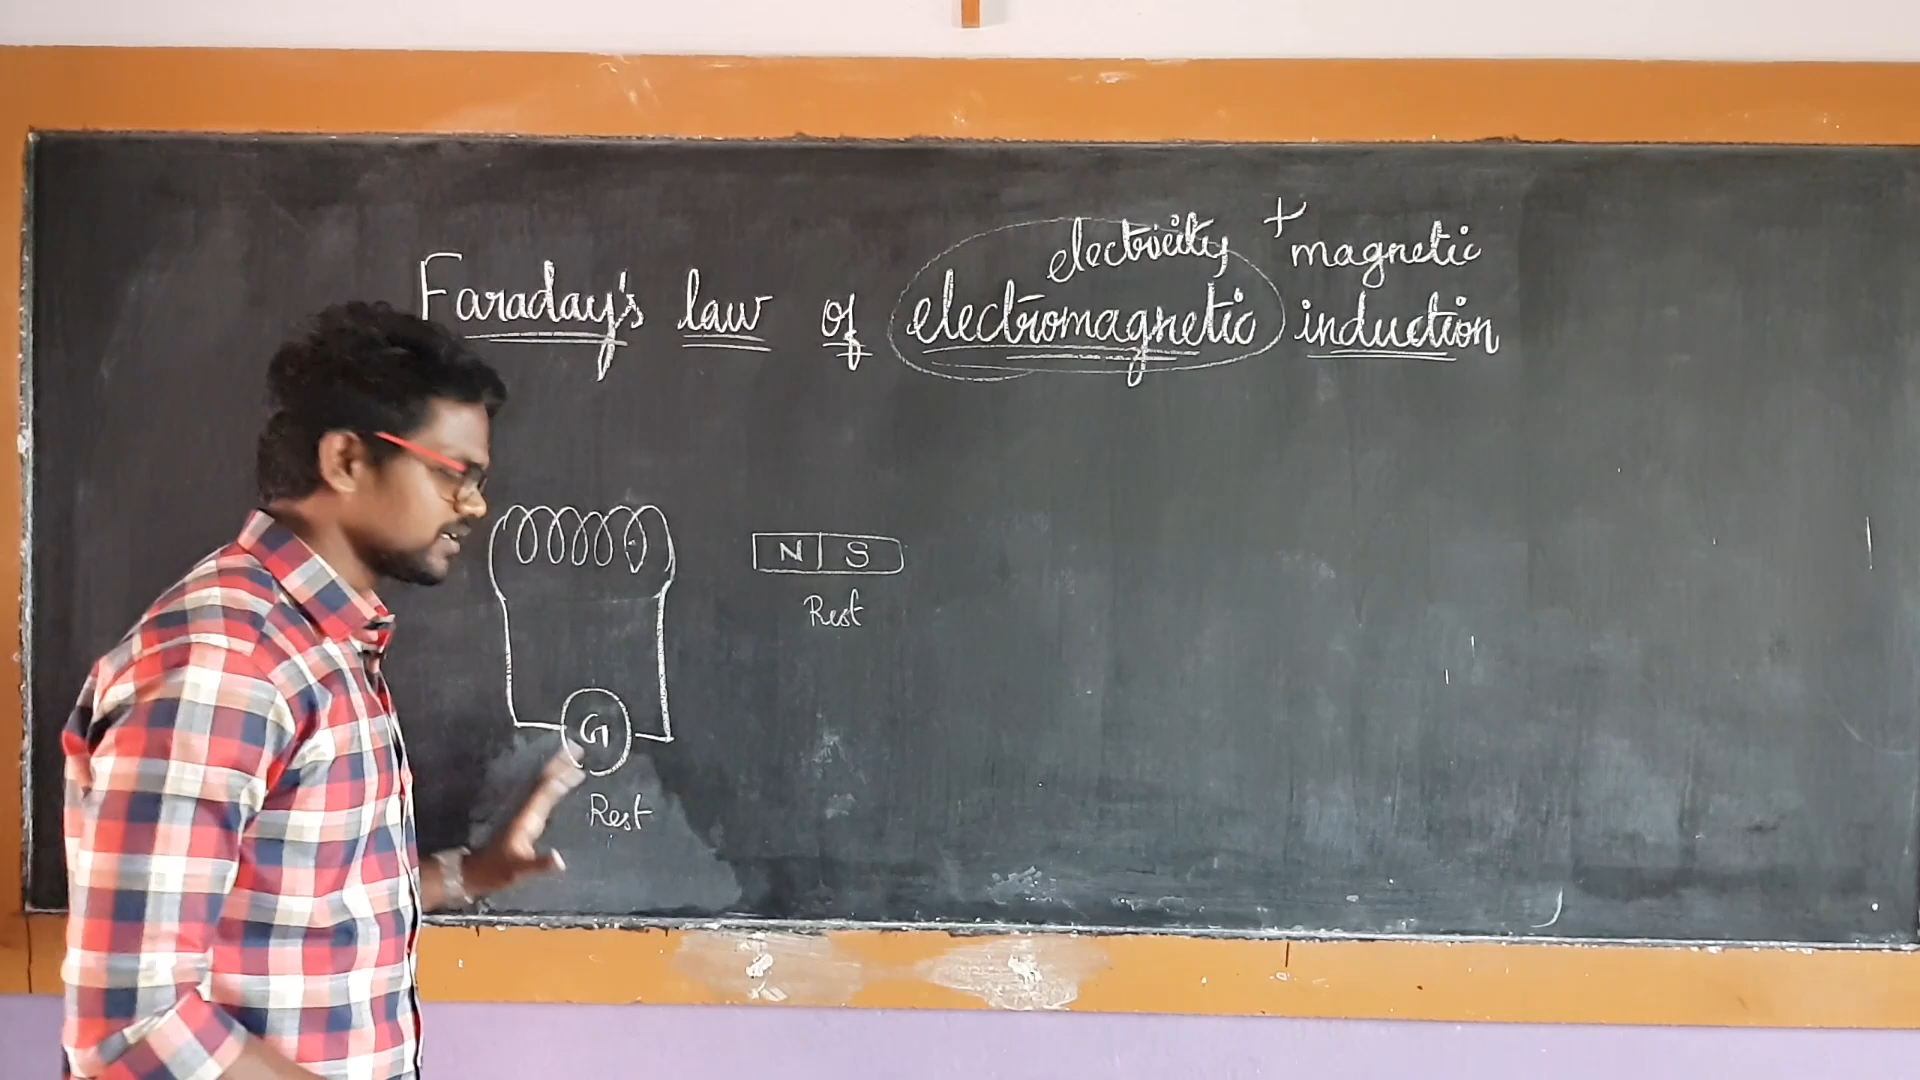 electricity + magnetic
Faraday's law of electromagnetic induction
N S
Rest
G
Rest